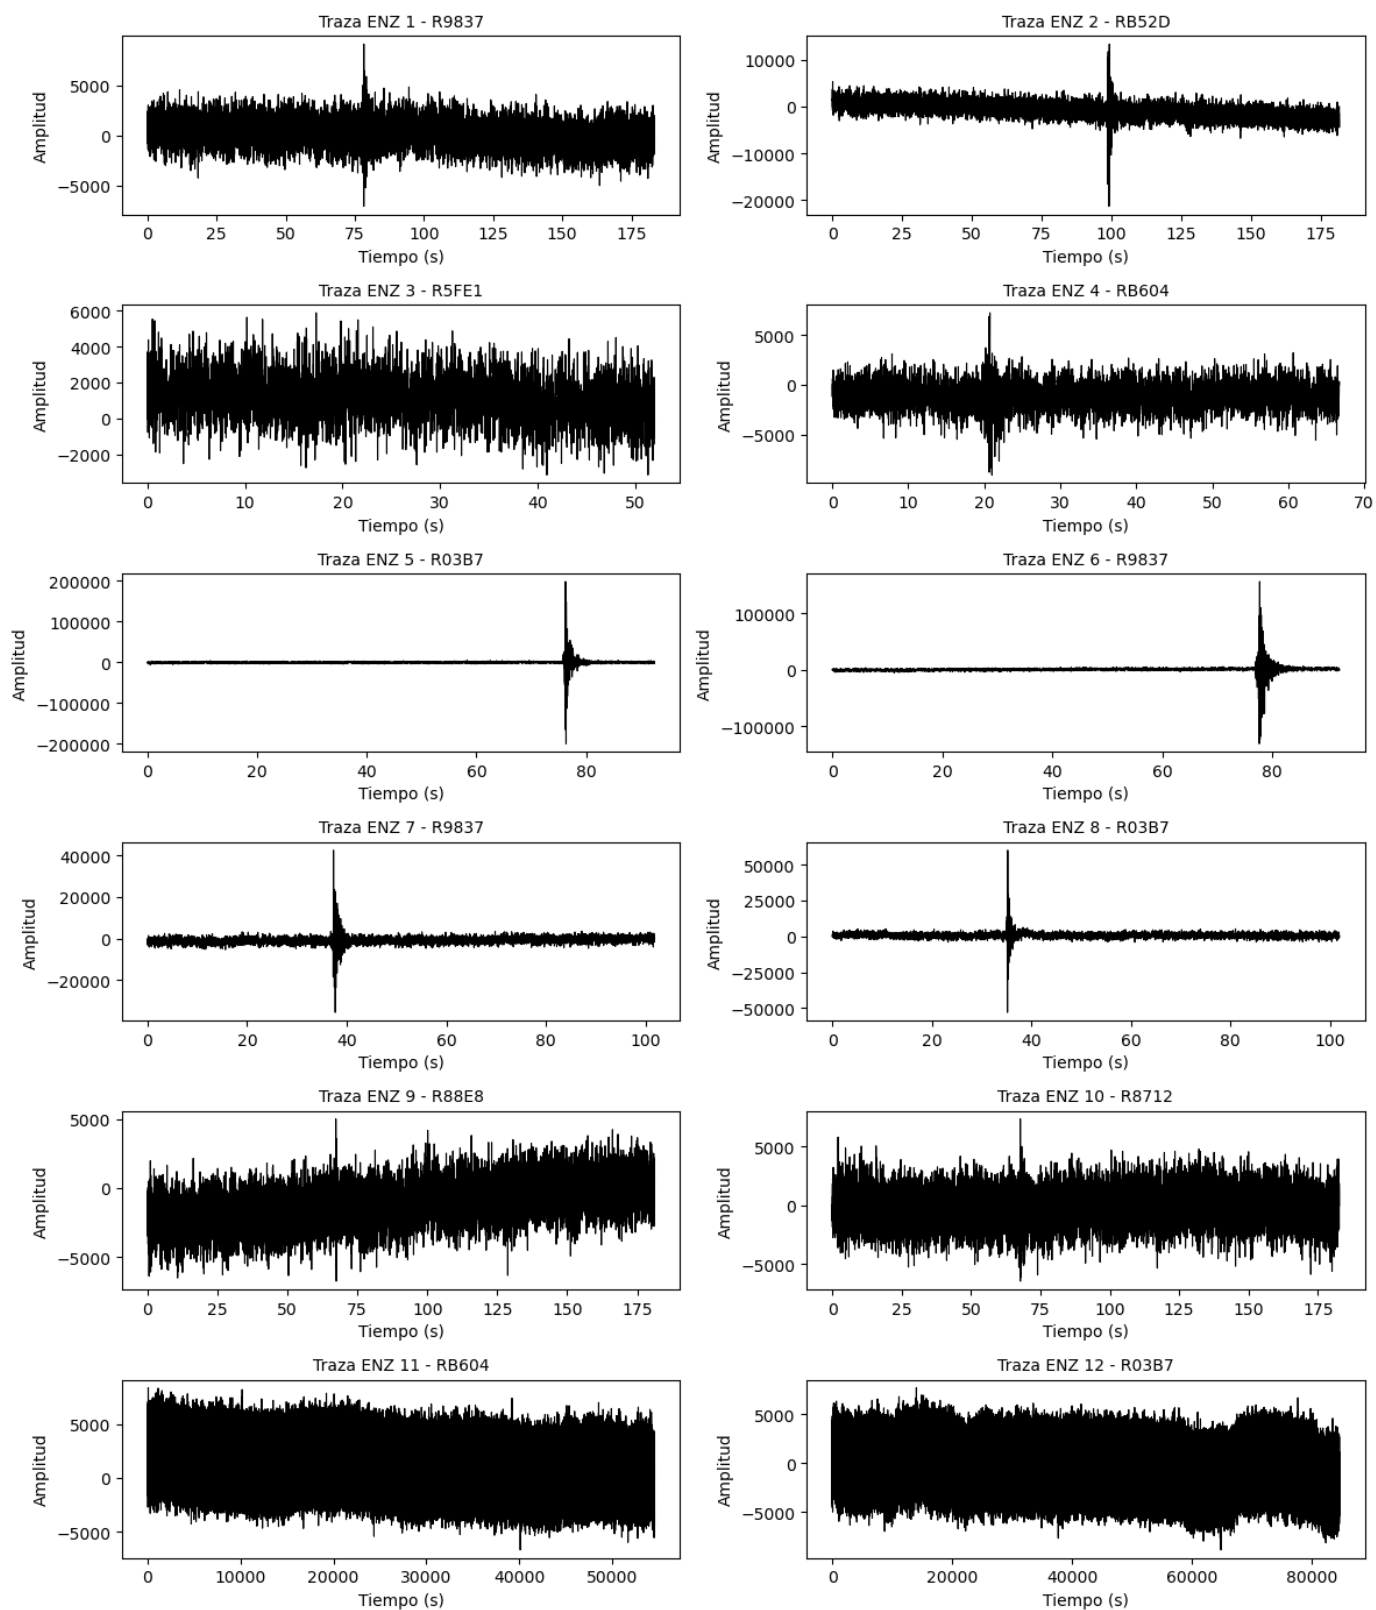 Traza ENZ 1 - R9837
Amplitud
5000
0
−5000
0 25 50 75 100 125 150 175
Tiempo (s)
Traza ENZ 2 - RB52D
Amplitud
10000
0
−10000
−20000
0 25 50 75 100 125 150 175
Tiempo (s)
Traza ENZ 3 - R5FE1
Amplitud
6000
4000
2000
0
−2000
0 10 20 30 40 50
Tiempo (s)
Traza ENZ 4 - RB604
Amplitud
5000
0
−5000
0 10 20 30 40 50 60 70
Tiempo (s)
Traza ENZ 5 - R03B7
Amplitud
200000
100000
0
−100000
−200000
0 20 40 60 80
Tiempo (s)
Traza ENZ 6 - R9837
Amplitud
100000
0
−100000
0 20 40 60 80
Tiempo (s)
Traza ENZ 7 - R9837
Amplitud
40000
20000
0
−20000
0 20 40 60 80 100
Tiempo (s)
Traza ENZ 8 - R03B7
Amplitud
50000
25000
0
−25000
−50000
0 20 40 60 80 100
Tiempo (s)
Traza ENZ 9 - R88E8
Amplitud
5000
0
−5000
0 25 50 75 100 125 150 175
Tiempo (s)
Traza ENZ 10 - R8712
Amplitud
5000
0
−5000
0 25 50 75 100 125 150 175
Tiempo (s)
Traza ENZ 11 - RB604
Amplitud
5000
0
−5000
0 10000 20000 30000 40000 50000
Tiempo (s)
Traza ENZ 12 - R03B7
Amplitud
5000
0
−5000
0 20000 40000 60000 80000
Tiempo (s)